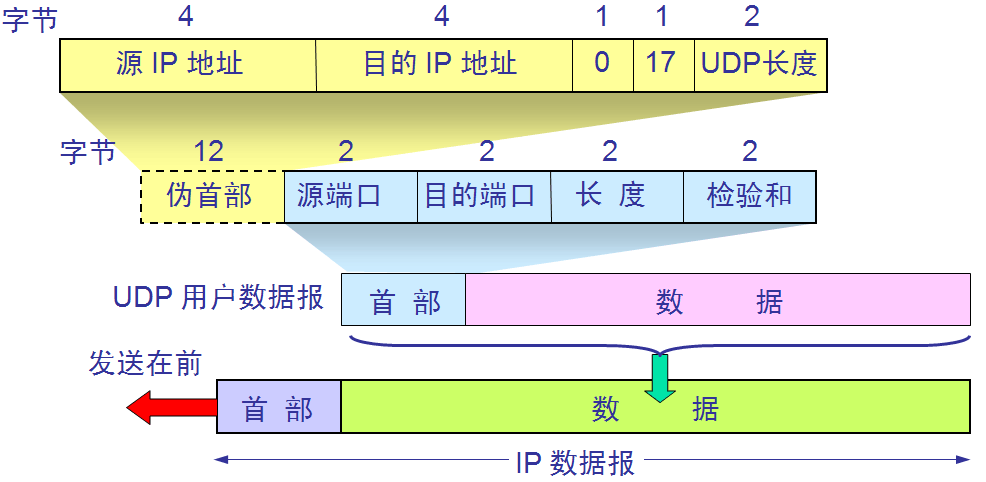 字节 4 4 1 1 2
源 IP 地址 目的 IP 地址 0 17 UDP长度
字节 12 2 2 2 2
伪首部 源端口 目的端口 长 度 检验和
UDP 用户数据报 首 部 数 据
发送在前
首 部 数 据
IP 数据报